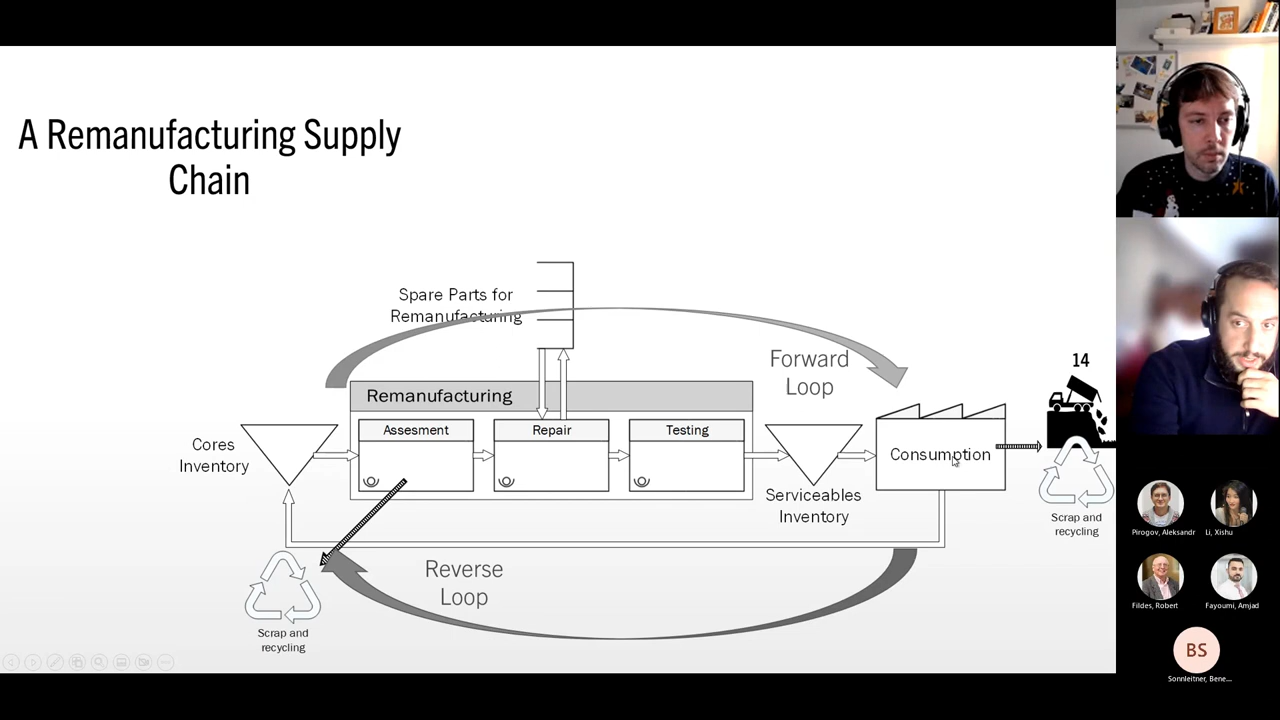 A Remanufacturing Supply
Chain
Spare Parts for
Remanufacturing
Forward
Loop
14
Remanufacturing
Assesment
Repair
Testing
Cores
Inventory
Consumption
Serviceables
Inventory
Scrap and
recycling
Reverse
Loop
Scrap and
recycling
Pirogov, Aleksandr
Li, Xishu
Fildes, Robert
Fayoumi, Amjad
BS
Sonnleitner, Bene...